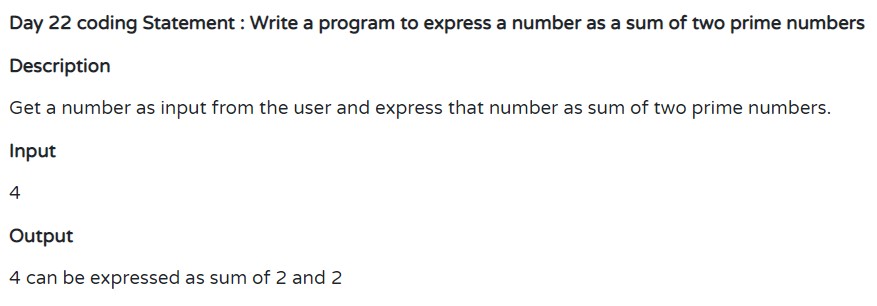 Day 22 coding Statement : Write a program to express a number as a sum of two prime numbers
Description
Get a number as input from the user and express that number as sum of two prime numbers.
Input
4
Output
4 can be expressed as sum of 2 and 2